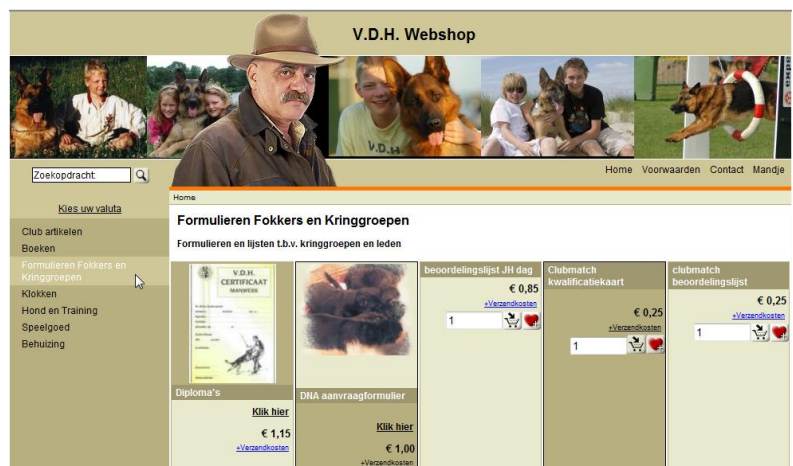 V.D.H. Webshop
V.D.H.
Zoekopdracht:
Home Voorwaarden Contact Mandje
Home
Kies uw valuta
Club artikelen
Boeken
Formulieren Fokkers en
Kringgroepen
Klokken
Hond en Training
Speelgoed
Behuizing
Formulieren Fokkers en Kringgroepen
Formulieren en lijsten t.b.v. kringgroepen en leden
V.D.H.
CERTIFICAAT
MANWERK
Diploma's
Klik hier
€ 1,15
+Verzendkosten
DNA aanvraagformulier
Klik hier
€ 1,00
+Verzendkosten
beoordelingslijst JH dag
€ 0,85
+Verzendkosten
1
Clubmatch
kwalificatiekaart
€ 0,25
+Verzendkosten
1
clubmatch
beoordelingslijst
€ 0,25
+Verzendkosten
1